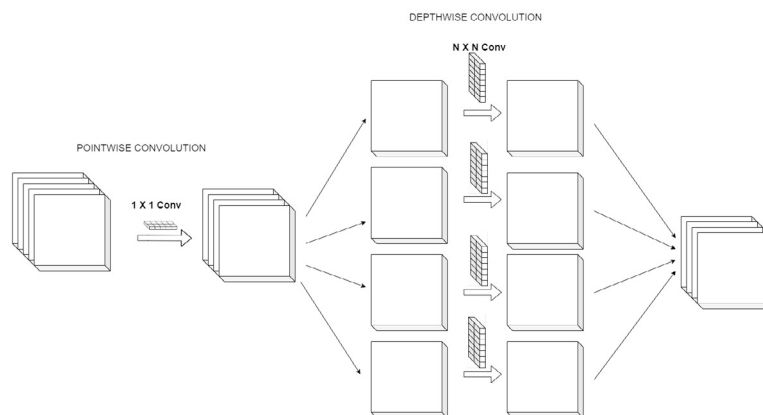 DEPTHWISE CONVOLUTION
N X N Conv
POINTWISE CONVOLUTION
1 X 1 Conv